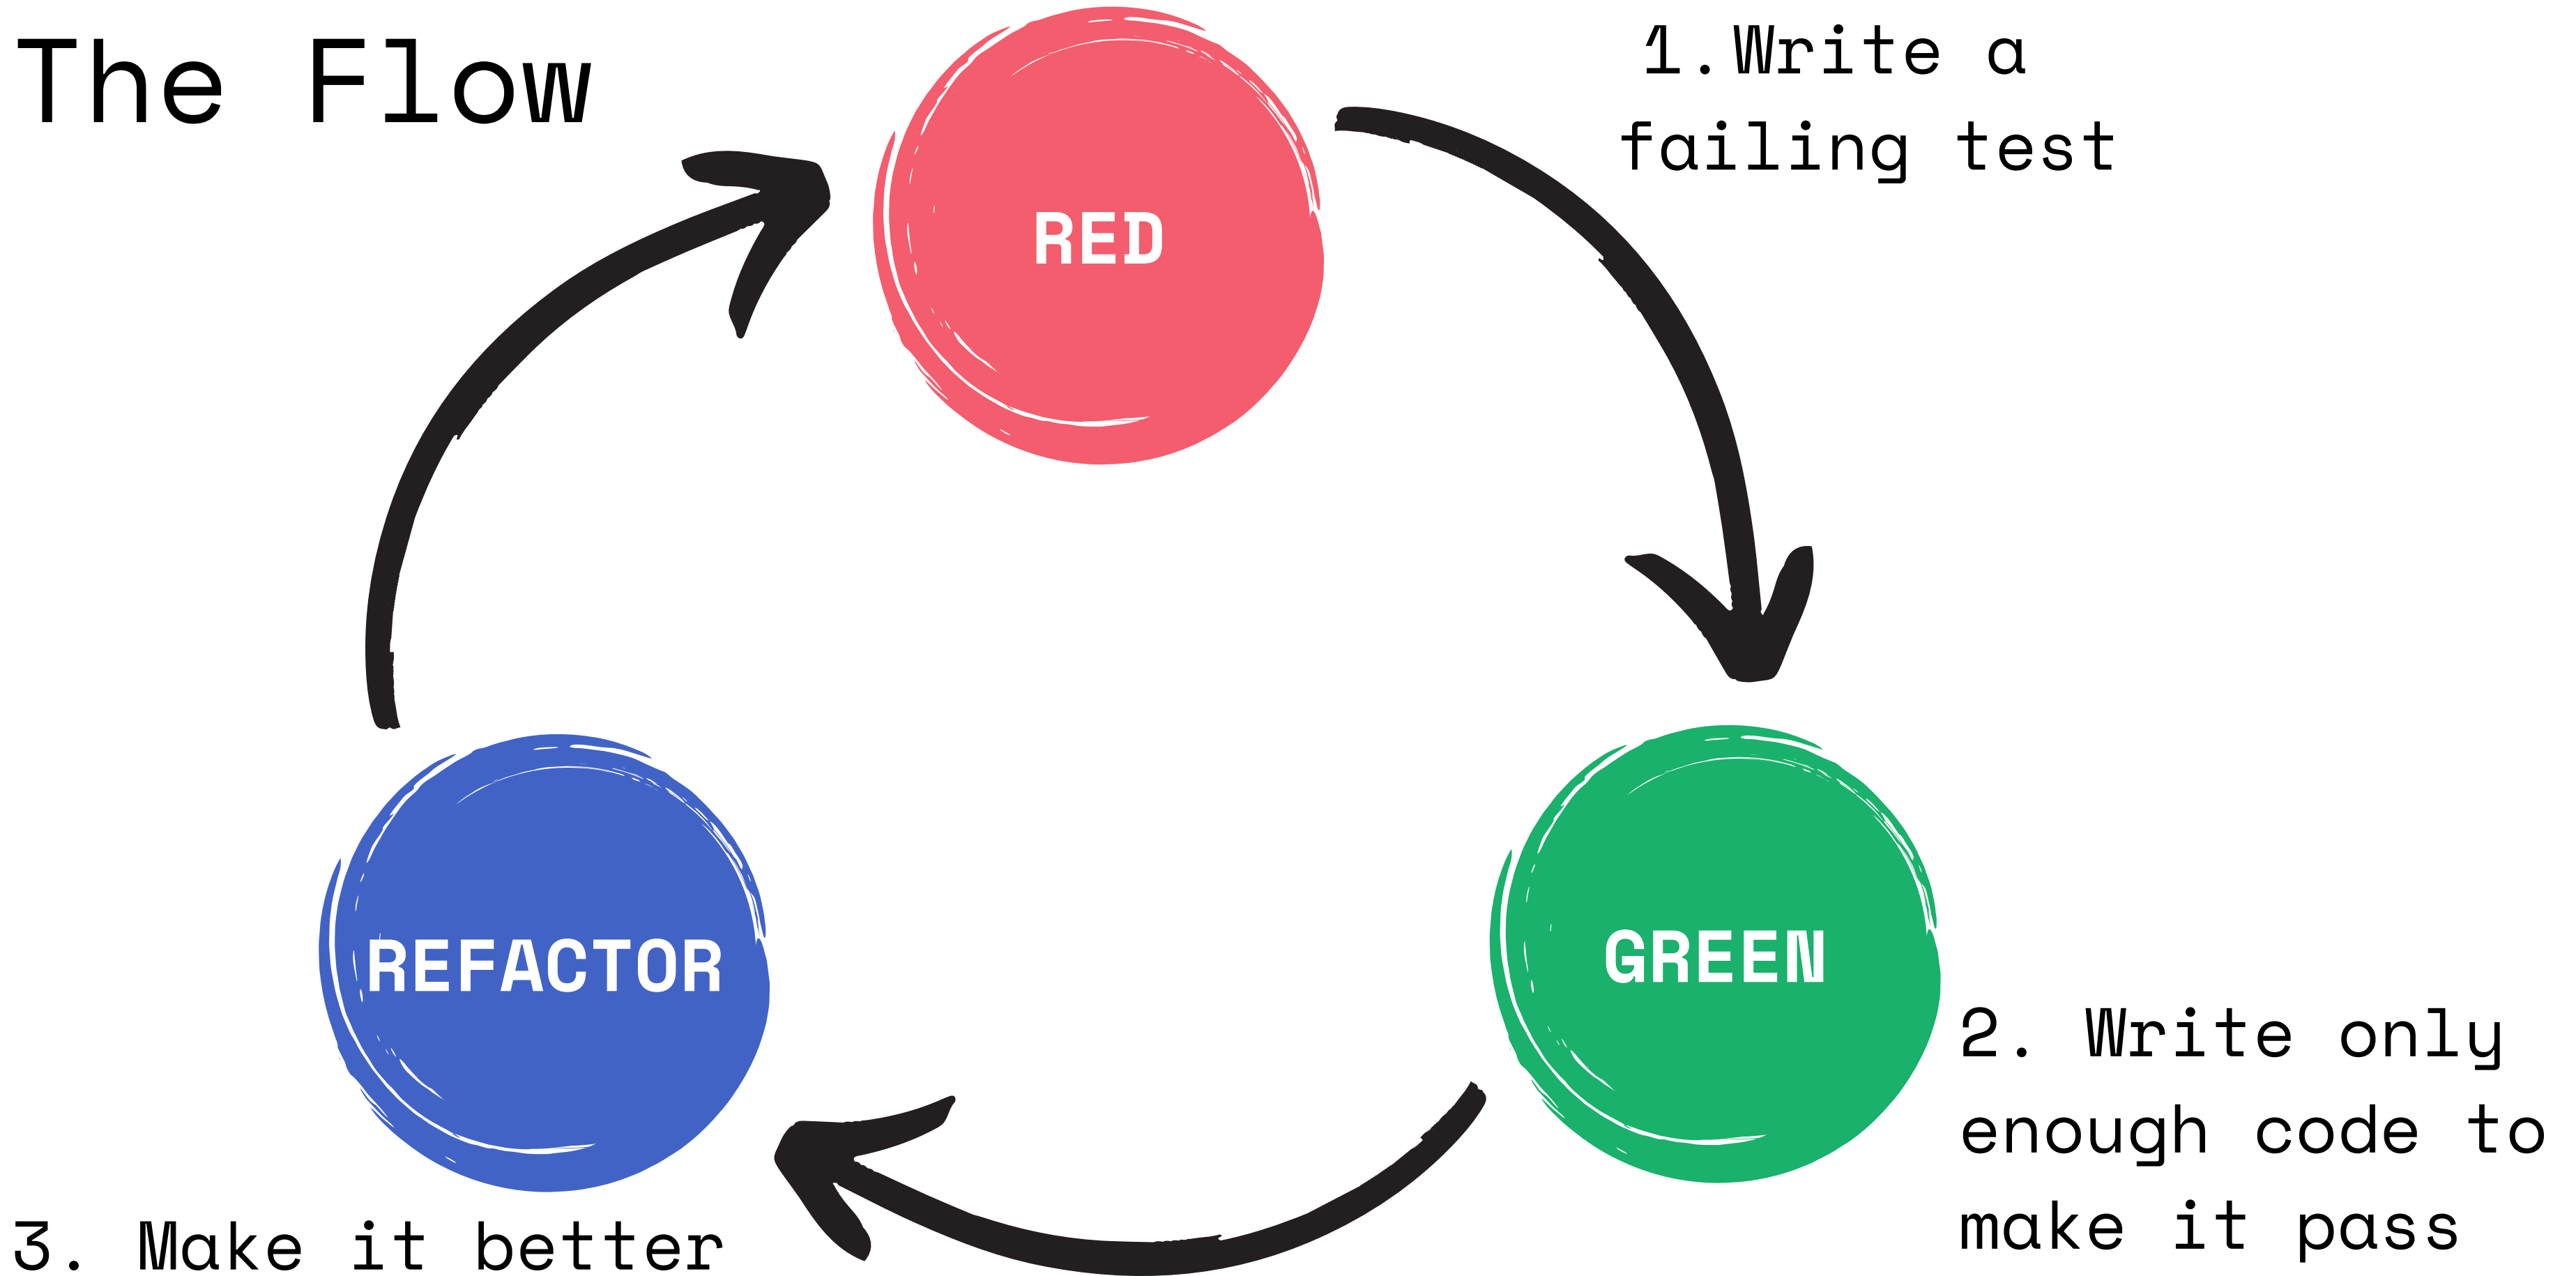 The Flow
RED
1.Write a
failing test
GREEN
2. Write only
enough code to
make it pass
REFACTOR
3. Make it better